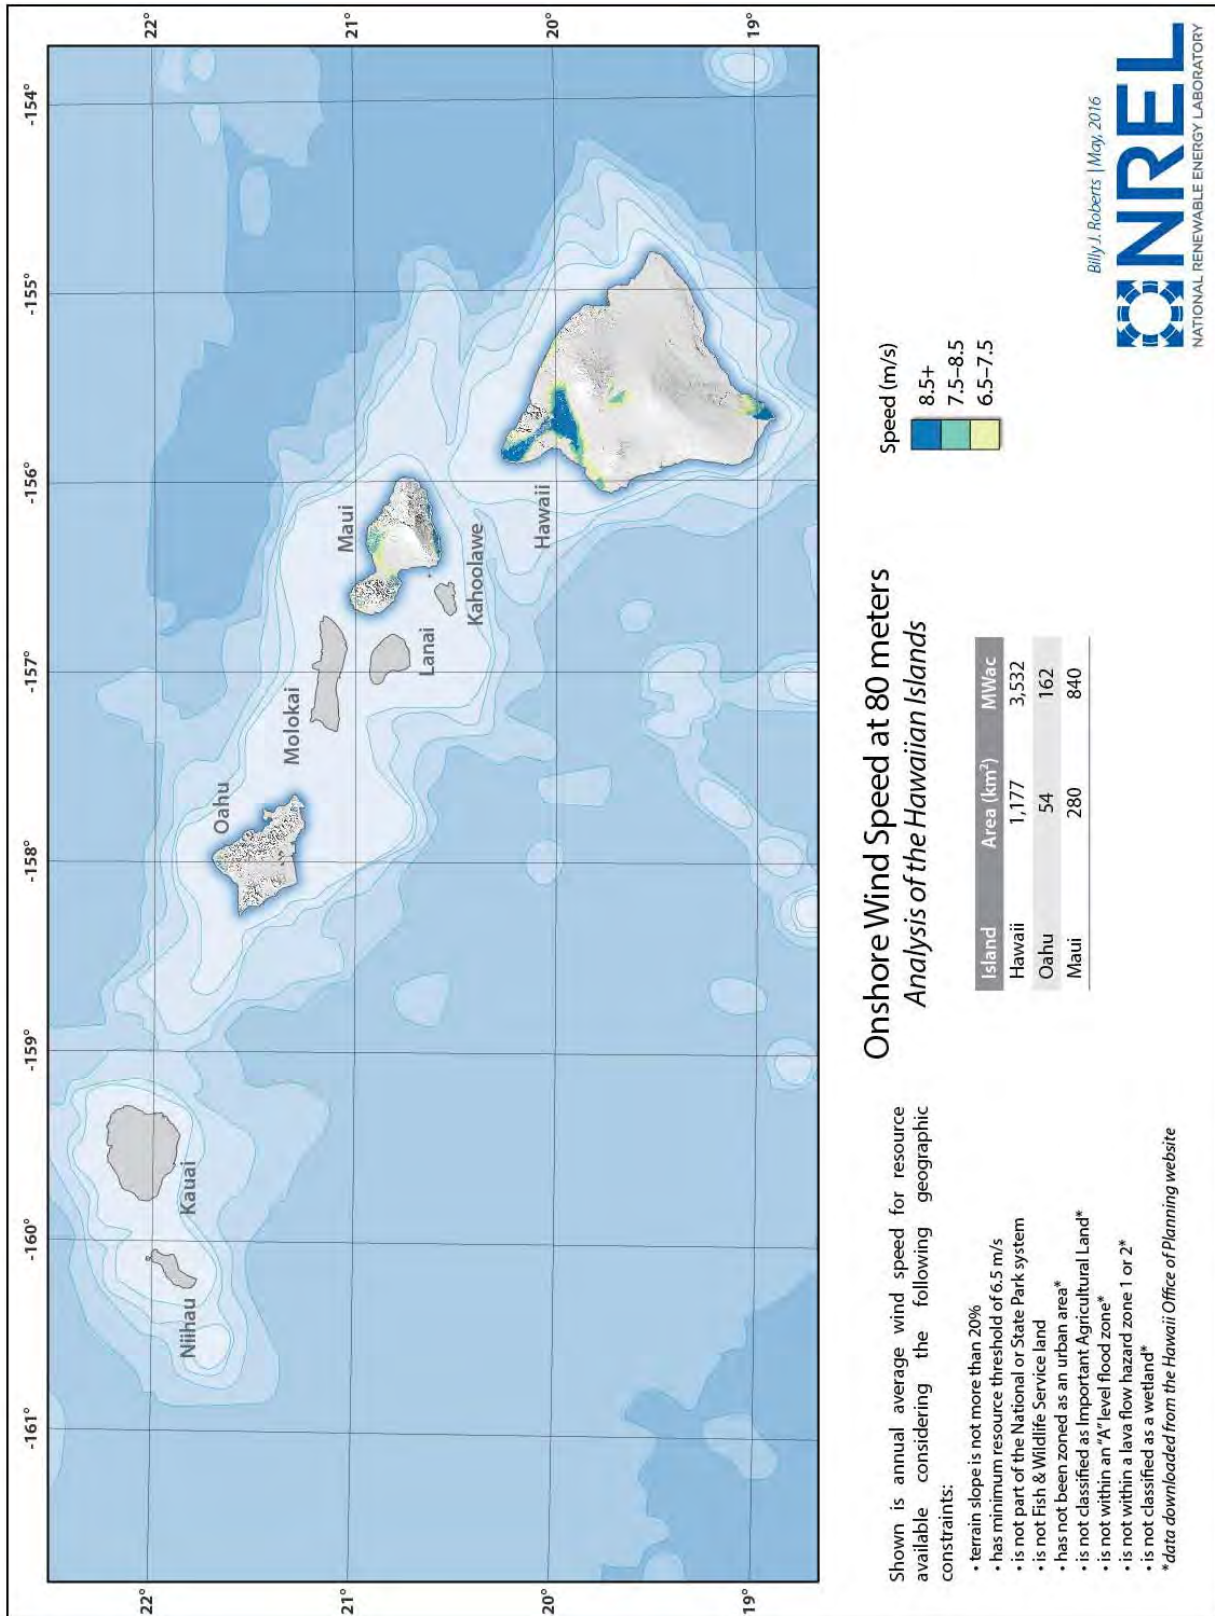 -161°
-160°
-159°
-158°
-157°
-156°
-155°
-154°
22°
22°
21°
21°
20°
20°
19°
19°
Niihau
Kauai
Oahu
Molokai
Lanai
Maui
Kahoolawe
Hawaii
Shown is annual average wind speed for resource
available considering the following geographic
constraints:
• terrain slope is not more than 20%
• has minimum resource threshold of 6.5 m/s
• is not part of the National or State Park system
• is not Fish & Wildlife Service land
• has not been zoned as an urban area*
• is not classified as Important Agricultural Land*
• is not within an "A" level flood zone*
• is not within a lava flow hazard zone 1 or 2*
• is not classified as a wetland*
*data downloaded from the Hawaii Office of Planning website
Onshore Wind Speed at 80 meters
Analysis of the Hawaiian Islands
Island Area (km²) MWac
Hawaii 1,177 3,532
Oahu 54 162
Maui 280 840
Speed (m/s)
8.5+
7.5–8.5
6.5–7.5
Billy J. Roberts | May, 2016
NREL
NATIONAL RENEWABLE ENERGY LABORATORY